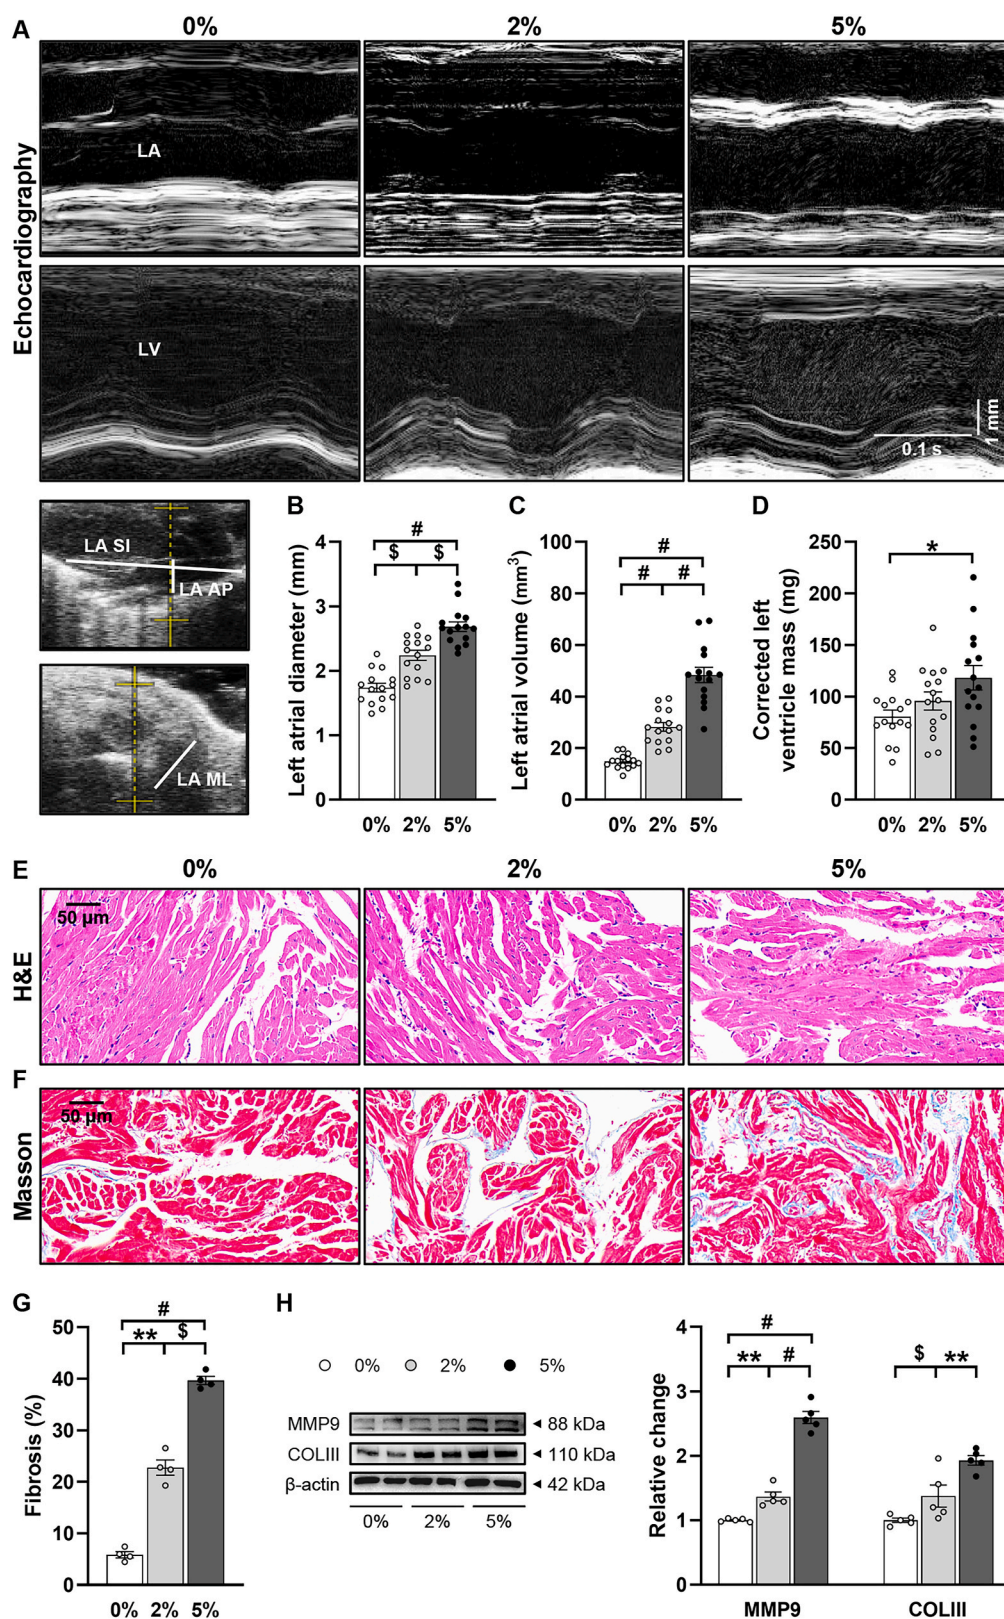 A
0%
2%
5%
Echocardiography
LA
LV
1 mm
0.1 s
LA SI
LA AP
LA ML
B
Left atrial diameter (mm)
4
3
2
1
0
#
$ $
0% 2% 5%
C
Left atrial volume (mm³)
100
80
60
40
20
0
#
# #
0% 2% 5%
D
Corrected left
ventricle mass (mg)
250
200
150
100
50
0
*
0% 2% 5%
E
0%
2%
5%
H&E
50 µm
F
Masson
50 µm
G
Fibrosis (%)
50
40
30
20
10
0
#
** $
0% 2% 5%
H
0% 2% 5%
MMP9 88 kDa
COLIII 110 kDa
β-actin 42 kDa
0% 2% 5%
Relative change
4
3
2
1
0
#
** #
$ **
MMP9 COLIII